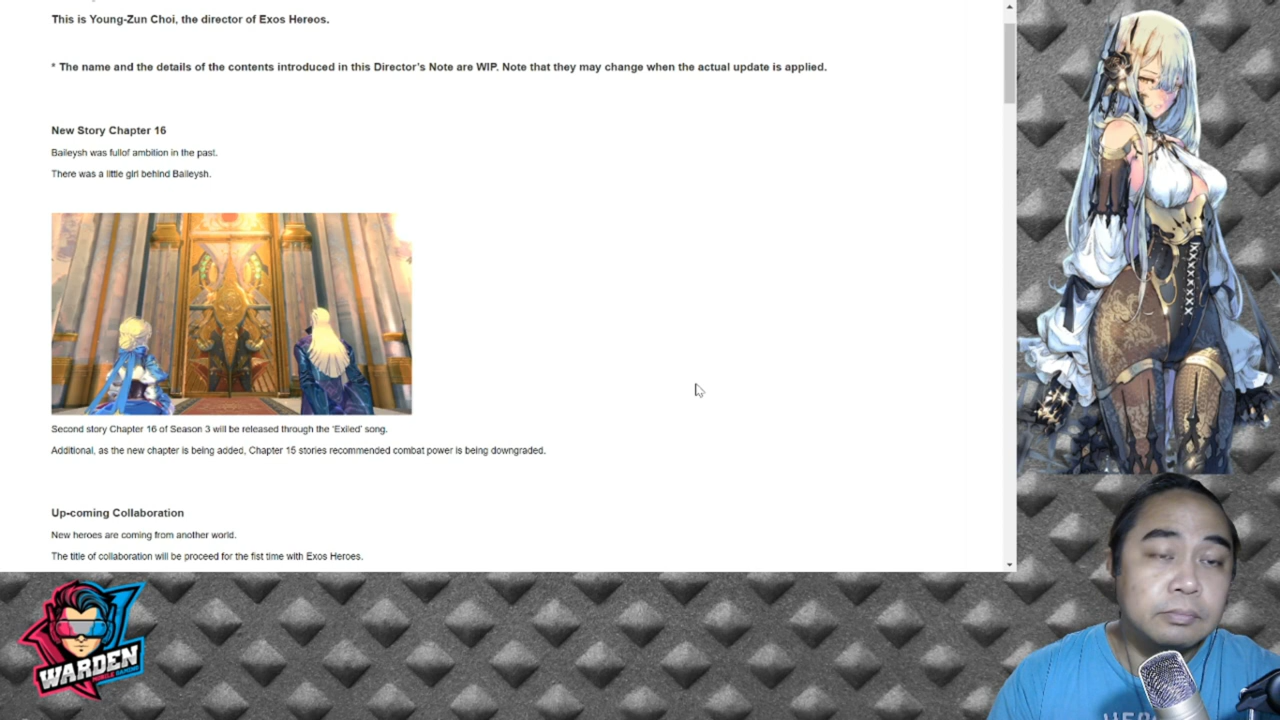 This is Young-Zun Choi, the director of Exos Hereos.
* The name and the details of the contents introduced in this Director's Note are WIP. Note that they may change when the actual update is applied.
New Story Chapter 16
Baileysh was fullof ambition in the past.
There was a little girl behind Baileysh.
Second story Chapter 16 of Season 3 will be released through the 'Exiled' song.
Additional, as the new chapter is being added, Chapter 15 stories recommended combat power is being downgraded.
Up-coming Collaboration
New heroes are coming from another world.
The title of collaboration will be proceed for the fist time with Exos Heroes.
WARDEN
MOBILE GAMING